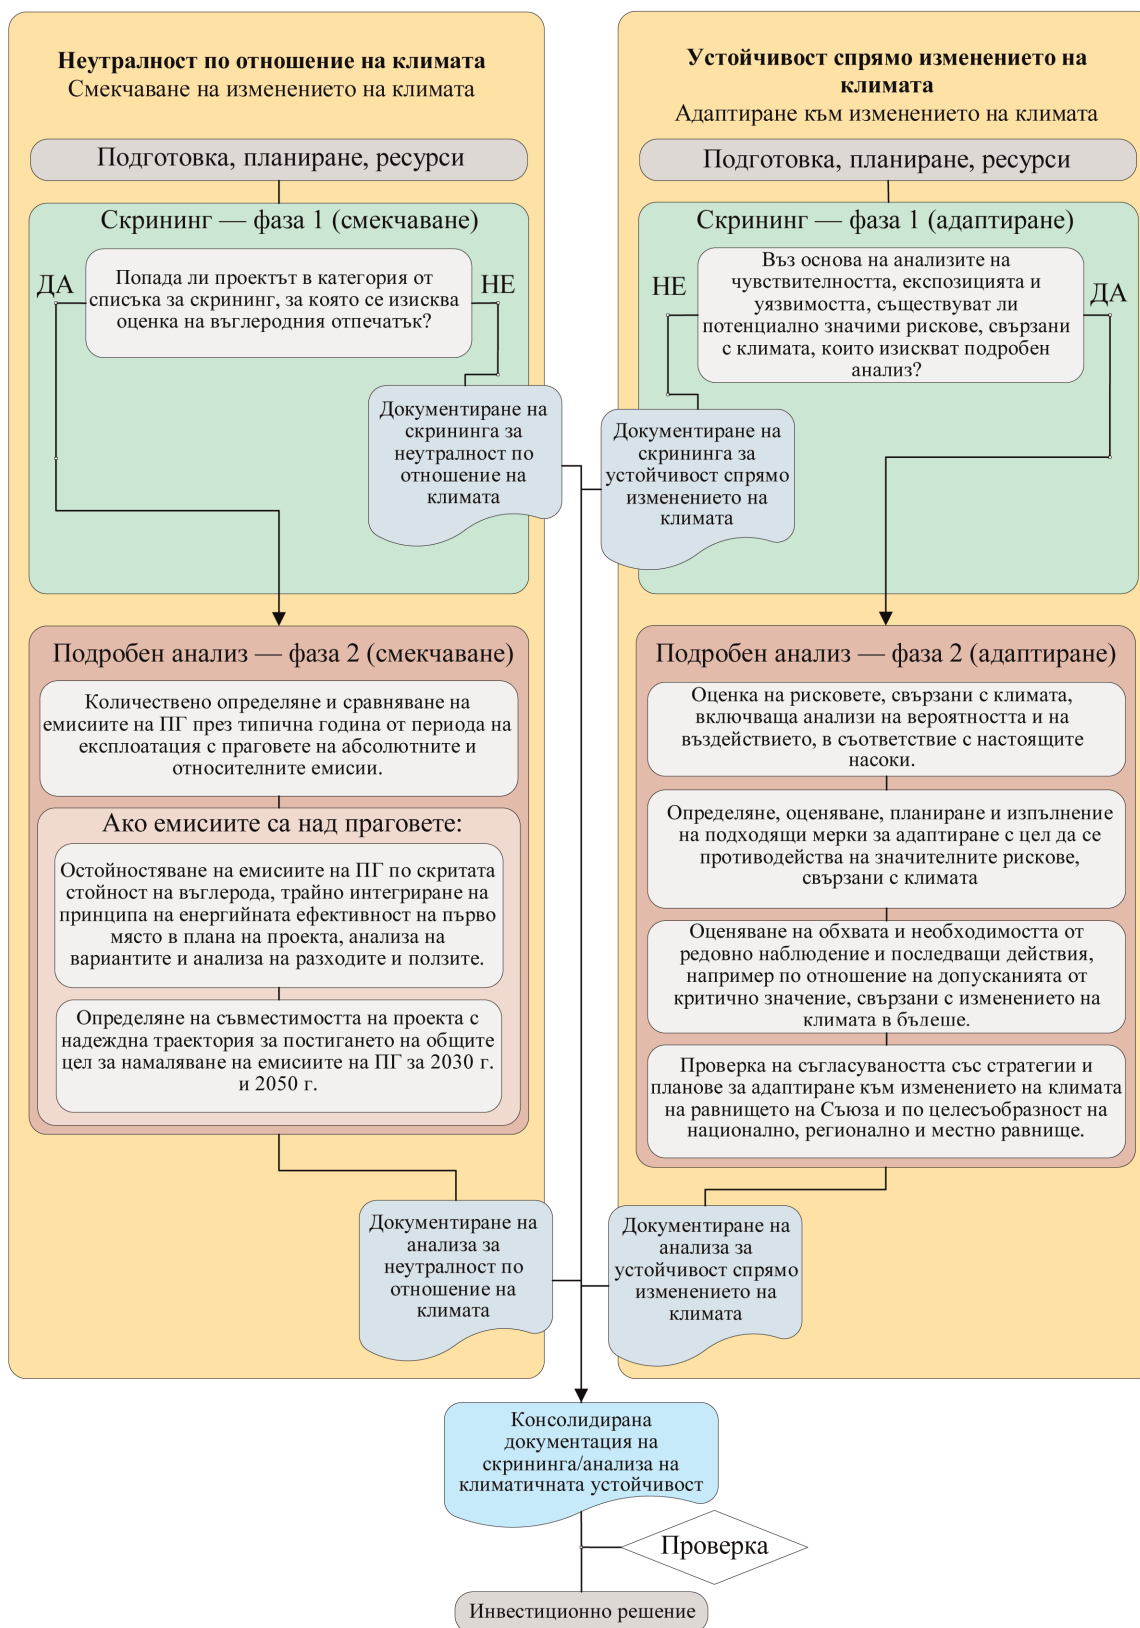 Неутралност по отношение на климата
Смекчаване на изменението на климата
Подготовка, планиране, ресурси
Скрининг — фаза 1 (смекчаване)
ДА
Попада ли проектът в категория от
списъка за скрининг, за която се изисква
оценка на въглеродния отпечатък?
НЕ
Документиране на
скрининга за
неутралност по
отношение на
климата
Подробен анализ — фаза 2 (смекчаване)
Количествено определяне и сравняване на
емисиите на ПГ през типична година от периода на
експлоатация с праговете на абсолютните и
относителните емисии.
Ако емисиите са над праговете:
Остойностяване на емисиите на ПГ по скритата
стойност на въглерода, трайно интегриране на
принципа на енергийната ефективност на първо
място в плана на проекта, анализа на
вариантите и анализа на разходите и ползите.
Определяне на съвместимостта на проекта с
надеждна траектория за постигането на общите
цел за намаляване на емисиите на ПГ за 2030 г.
и 2050 г.
Документиране на
анализа за
неутралност по
отношение на
климата
Устойчивост спрямо изменението на
климата
Адаптиране към изменението на климата
Подготовка, планиране, ресурси
Скрининг — фаза 1 (адаптиране)
НЕ
Въз основа на анализите на
чувствителността, експозицията и
уязвимостта, съществуват ли
потенциално значими рискове, свързани
с климата, които изискват подробен
анализ?
ДА
Документиране на
скрининга за
устойчивост спрямо
изменението на
климата
Подробен анализ — фаза 2 (адаптиране)
Оценка на рисковете, свързани с климата,
включваща анализи на вероятността и на
въздействието, в съответствие с настоящите
насоки.
Определяне, оценяване, планиране и изпълнение
на подходящи мерки за адаптиране с цел да се
противодейства на значителните рискове,
свързани с климата
Оценяване на обхвата и необходимостта от
редовно наблюдение и последващи действия,
например по отношение на допусканията от
критично значение, свързани с изменението на
климата в бъдеше.
Проверка на съгласуваността със стратегии и
планове за адаптиране към изменението на климата
на равнището на Съюза и по целесъобразност на
национално, регионално и местно равнище.
Документиране на
анализа за
устойчивост спрямо
изменението на
климата
Консолидирана
документация на
скрининга/анализа на
климатичната устойчивост
Проверка
Инвестиционно решение